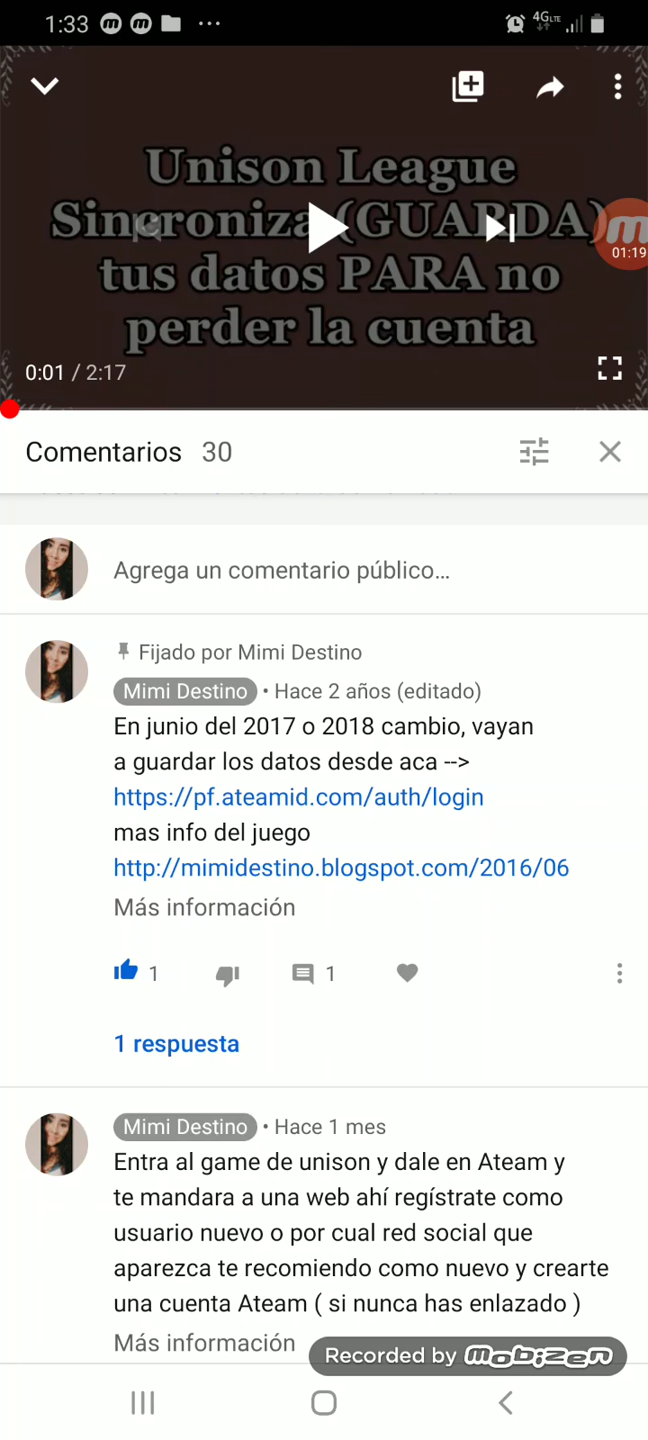 1:33
4G LTE
Unison League
Sincroniza (GUARDA)
tus datos PARA no
perder la cuenta
01:19
0:01 / 2:17
Comentarios 30
Agrega un comentario público...
Fijado por Mimi Destino
Mimi Destino • Hace 2 años (editado)
En junio del 2017 o 2018 cambio, vayan
a guardar los datos desde aca -->
https://pf.ateamid.com/auth/login
mas info del juego
http://mimidestino.blogspot.com/2016/06
Más información
1 1
1 respuesta
Mimi Destino • Hace 1 mes
Entra al game de unison y dale en Ateam y
te mandara a una web ahí regístrate como
usuario nuevo o por cual red social que
aparezca te recomiendo como nuevo y crearte
una cuenta Ateam ( si nunca has enlazado )
Más información
Recorded by mobizen